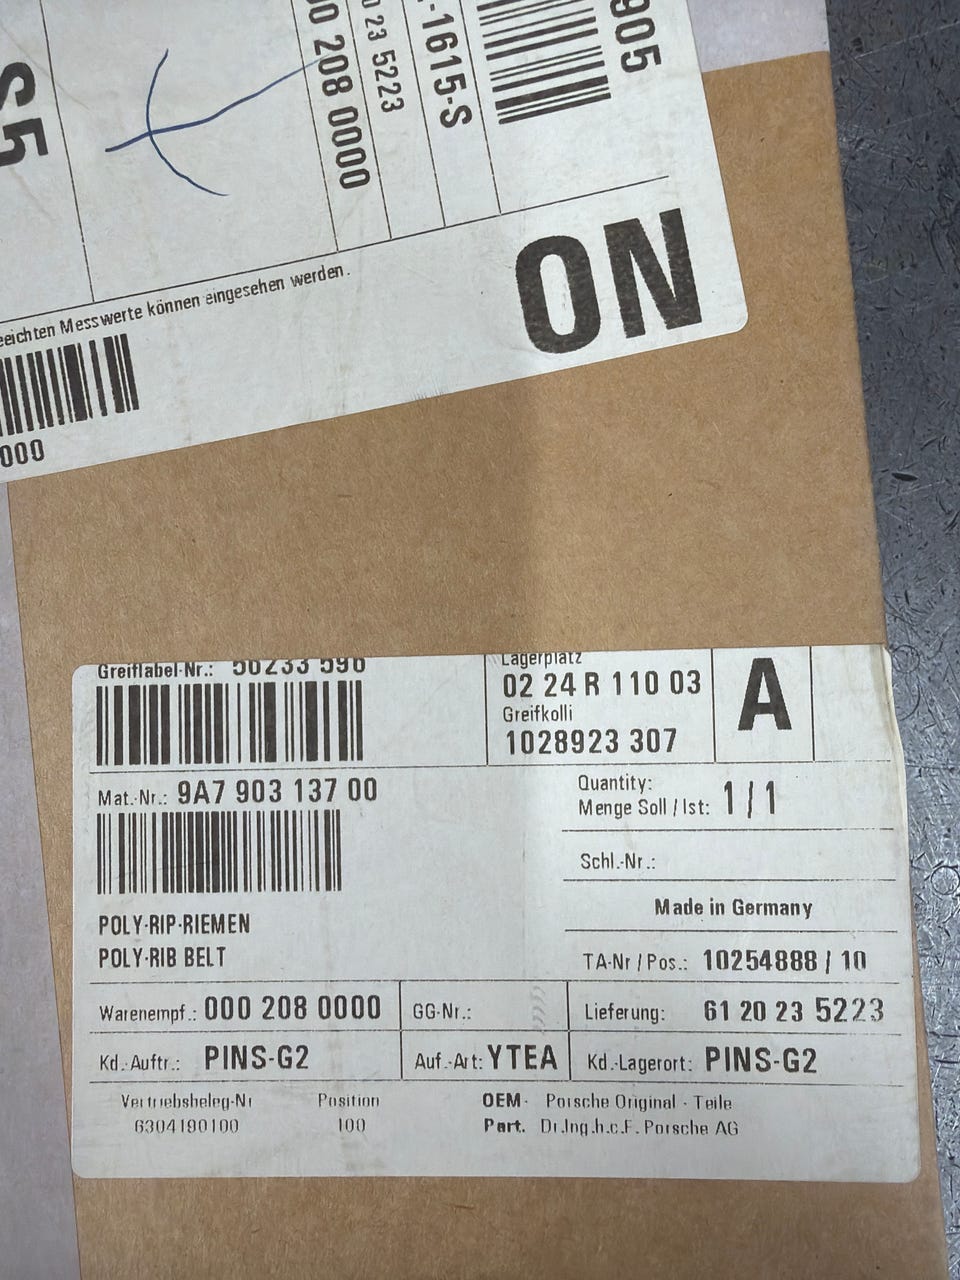 S5
00 208 0000
0 23 5223
-1615-S
905
ON
eeichten Messwerte können eingesehen werden.
000
Greiflabel-Nr.: 50233 590
Lagerplatz
02 24 R 110 03
Greifkolli
1028923 307
A
Mat.-Nr.: 9A7 903 137 00
Quantity:
Menge Soll / Ist: 1 / 1
Schl.-Nr.:
Made in Germany
POLY-RIP-RIEMEN
POLY-RIB BELT
TA-Nr / Pos.: 10254888 / 10
Warenempf.: 000 208 0000
GG-Nr.:
Lieferung: 61 20 23 5223
Kd.-Auftr.: PINS-G2
Auf.-Art: YTEA
Kd.-Lagerort: PINS-G2
Vertriebsbeleg-Nr Position
6304190100 100
OEM- Porsche Original - Teile
Part. Dr.Ing.h.c.F. Porsche AG